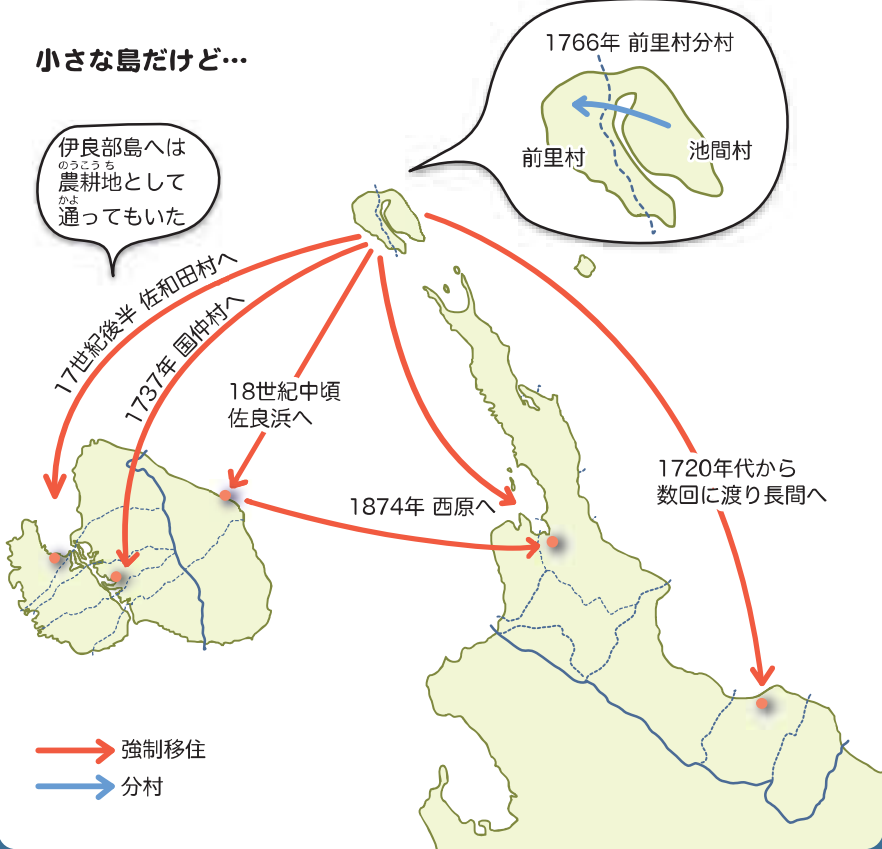 小さな島だけど…
1766年 前里村分村
前里村
池間村
伊良部島へは
のうこうち
農耕地として
かよ
通ってもいた
17世紀後半 佐和田村へ
1737年 国仲村へ
18世紀中頃
佐良浜へ
1874年 西原へ
1720年代から
数回に渡り長間へ
強制移住
分村